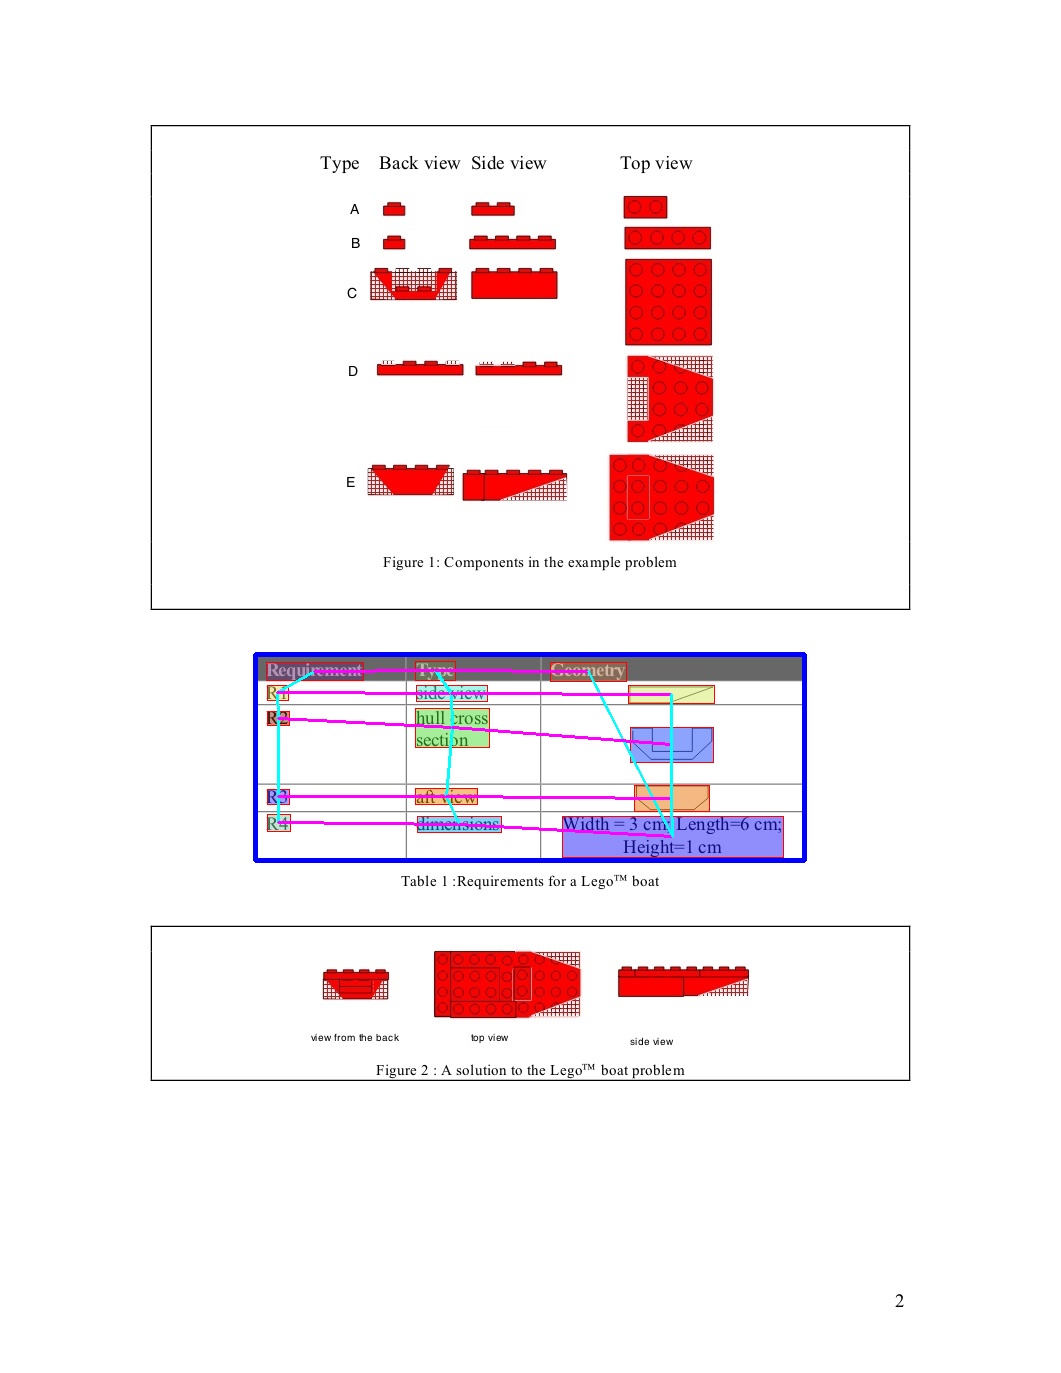 Type Back view Side view Top view
A
B
C
D
E
Figure 1: Components in the example problem
Requirement Type Geometry
R1 side view
R2 hull cross
section
R3 aft view
R4 dimensions Width = 3 cm; Length=6 cm;
Height=1 cm
Table 1 :Requirements for a Lego™ boat
view from the back top view side view
Figure 2 : A solution to the Lego™ boat problem
2